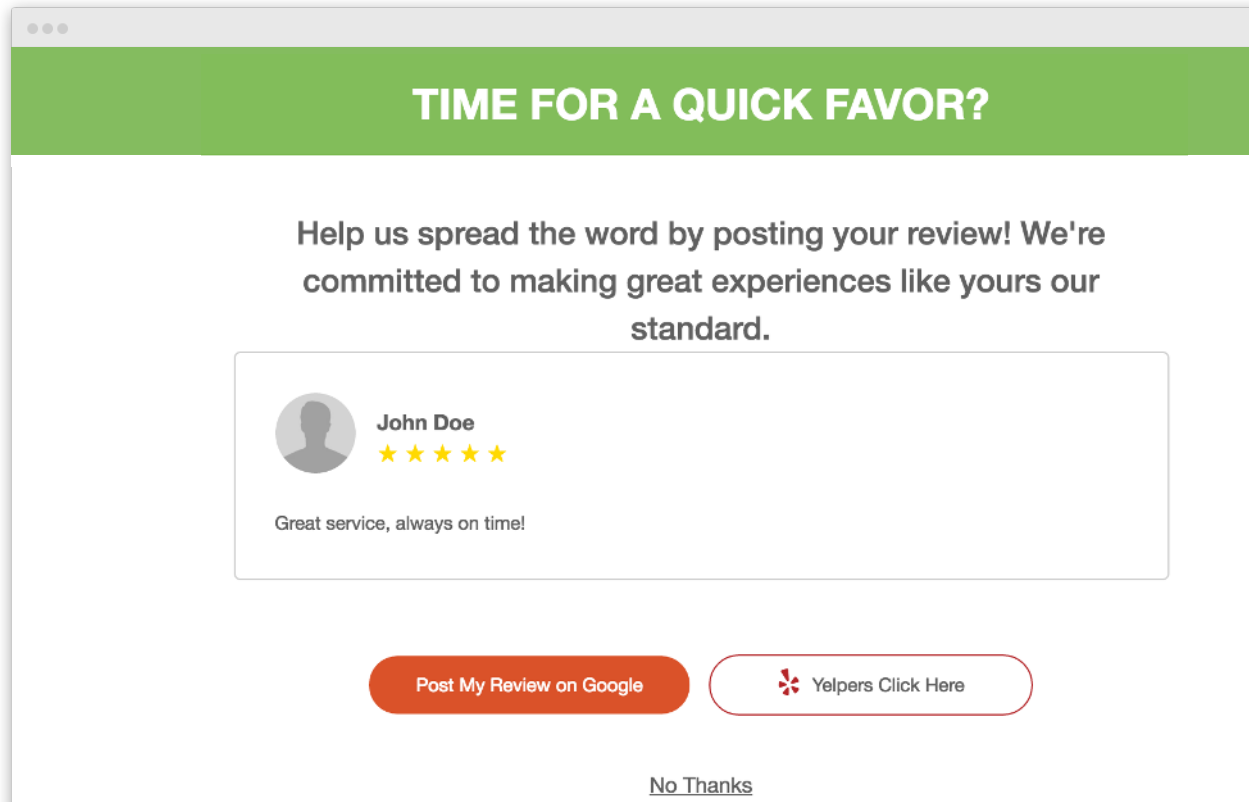 TIME FOR A QUICK FAVOR?
Help us spread the word by posting your review! We're
committed to making great experiences like yours our
standard.
John Doe
Great service, always on time!
Post My Review on Google
Yelpers Click Here
No Thanks